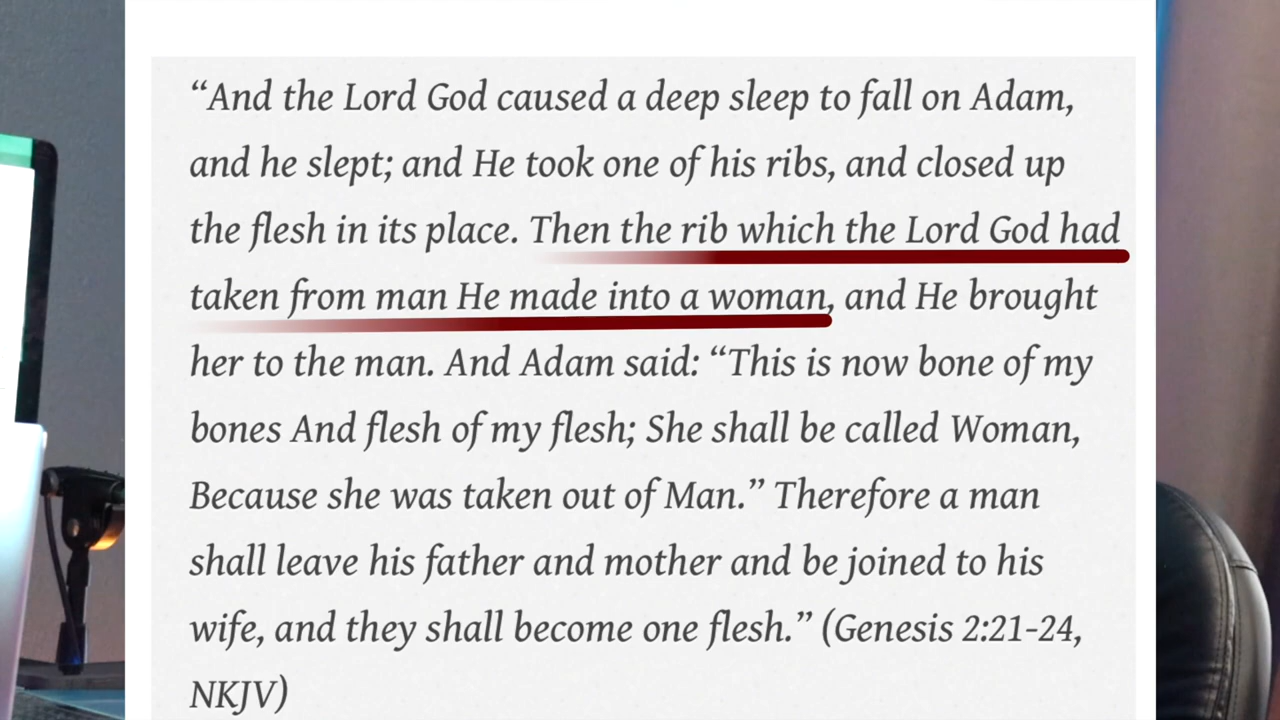 “And the Lord God caused a deep sleep to fall on Adam,
and he slept; and He took one of his ribs, and closed up
the flesh in its place. Then the rib which the Lord God had
taken from man He made into a woman, and He brought
her to the man. And Adam said: “This is now bone of my
bones And flesh of my flesh; She shall be called Woman,
Because she was taken out of Man.” Therefore a man
shall leave his father and mother and be joined to his
wife, and they shall become one flesh.” (Genesis 2:21-24,
NKJV)